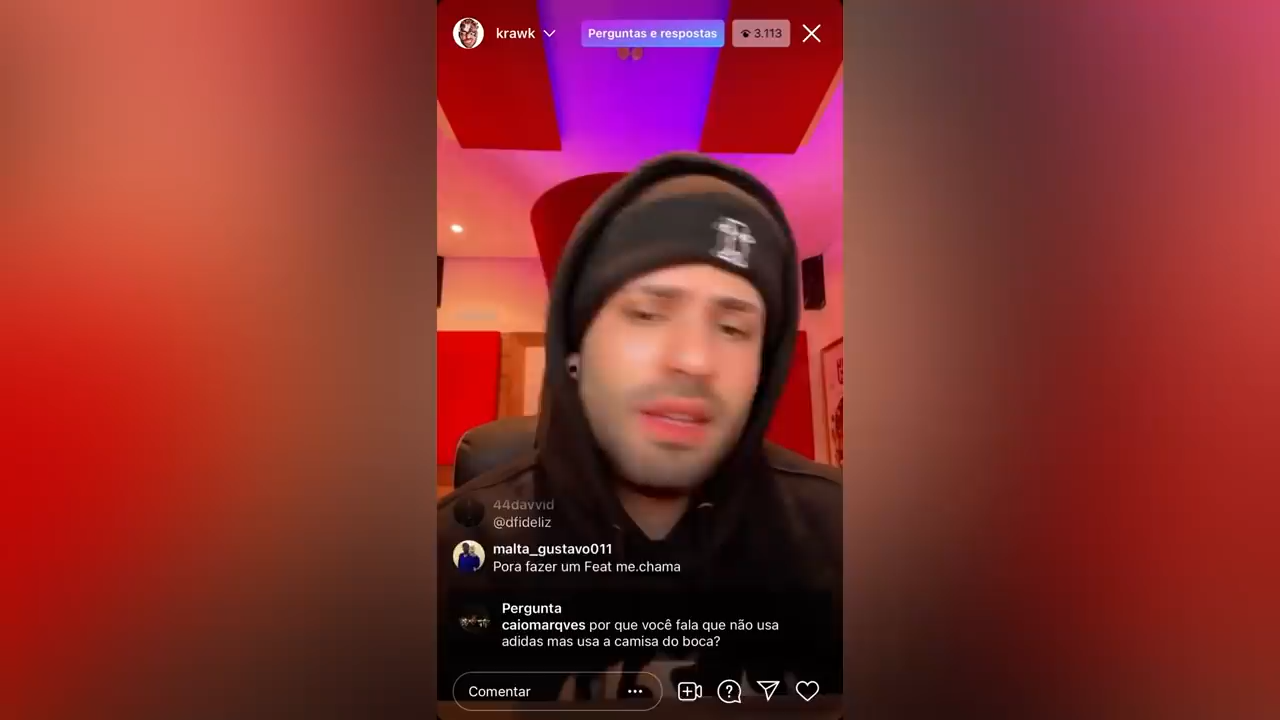 krawk
Perguntas e respostas
3.113
44davvid
@dfideliz
malta_gustavo011
Pora fazer um Feat me.chama
Pergunta
caiomarqves por que você fala que não usa
adidas mas usa a camisa do boca?
Comentar